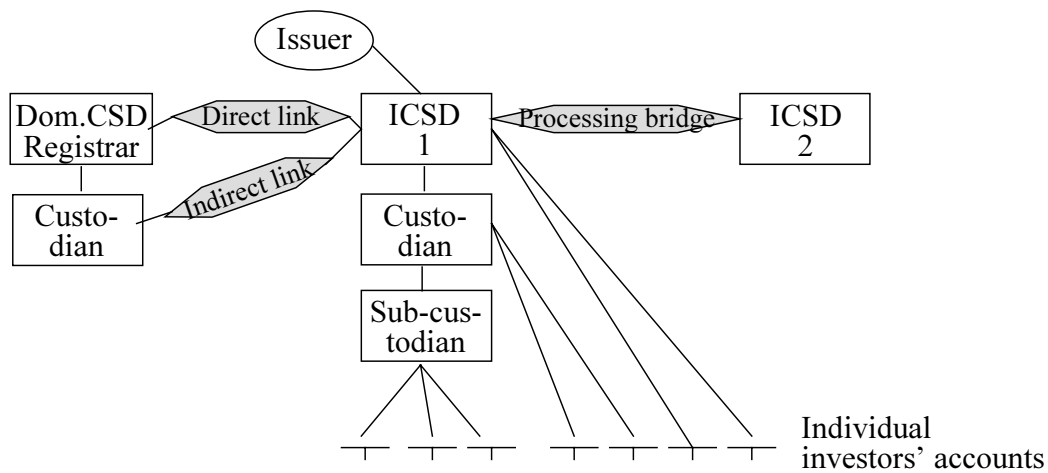 Issuer
Dom.CSD
Registrar
Direct link
ICSD
1
Processing bridge
ICSD
2
Indirect link
Custo-
dian
Custo-
dian
Sub-cus-
todian
Individual
investors’ accounts